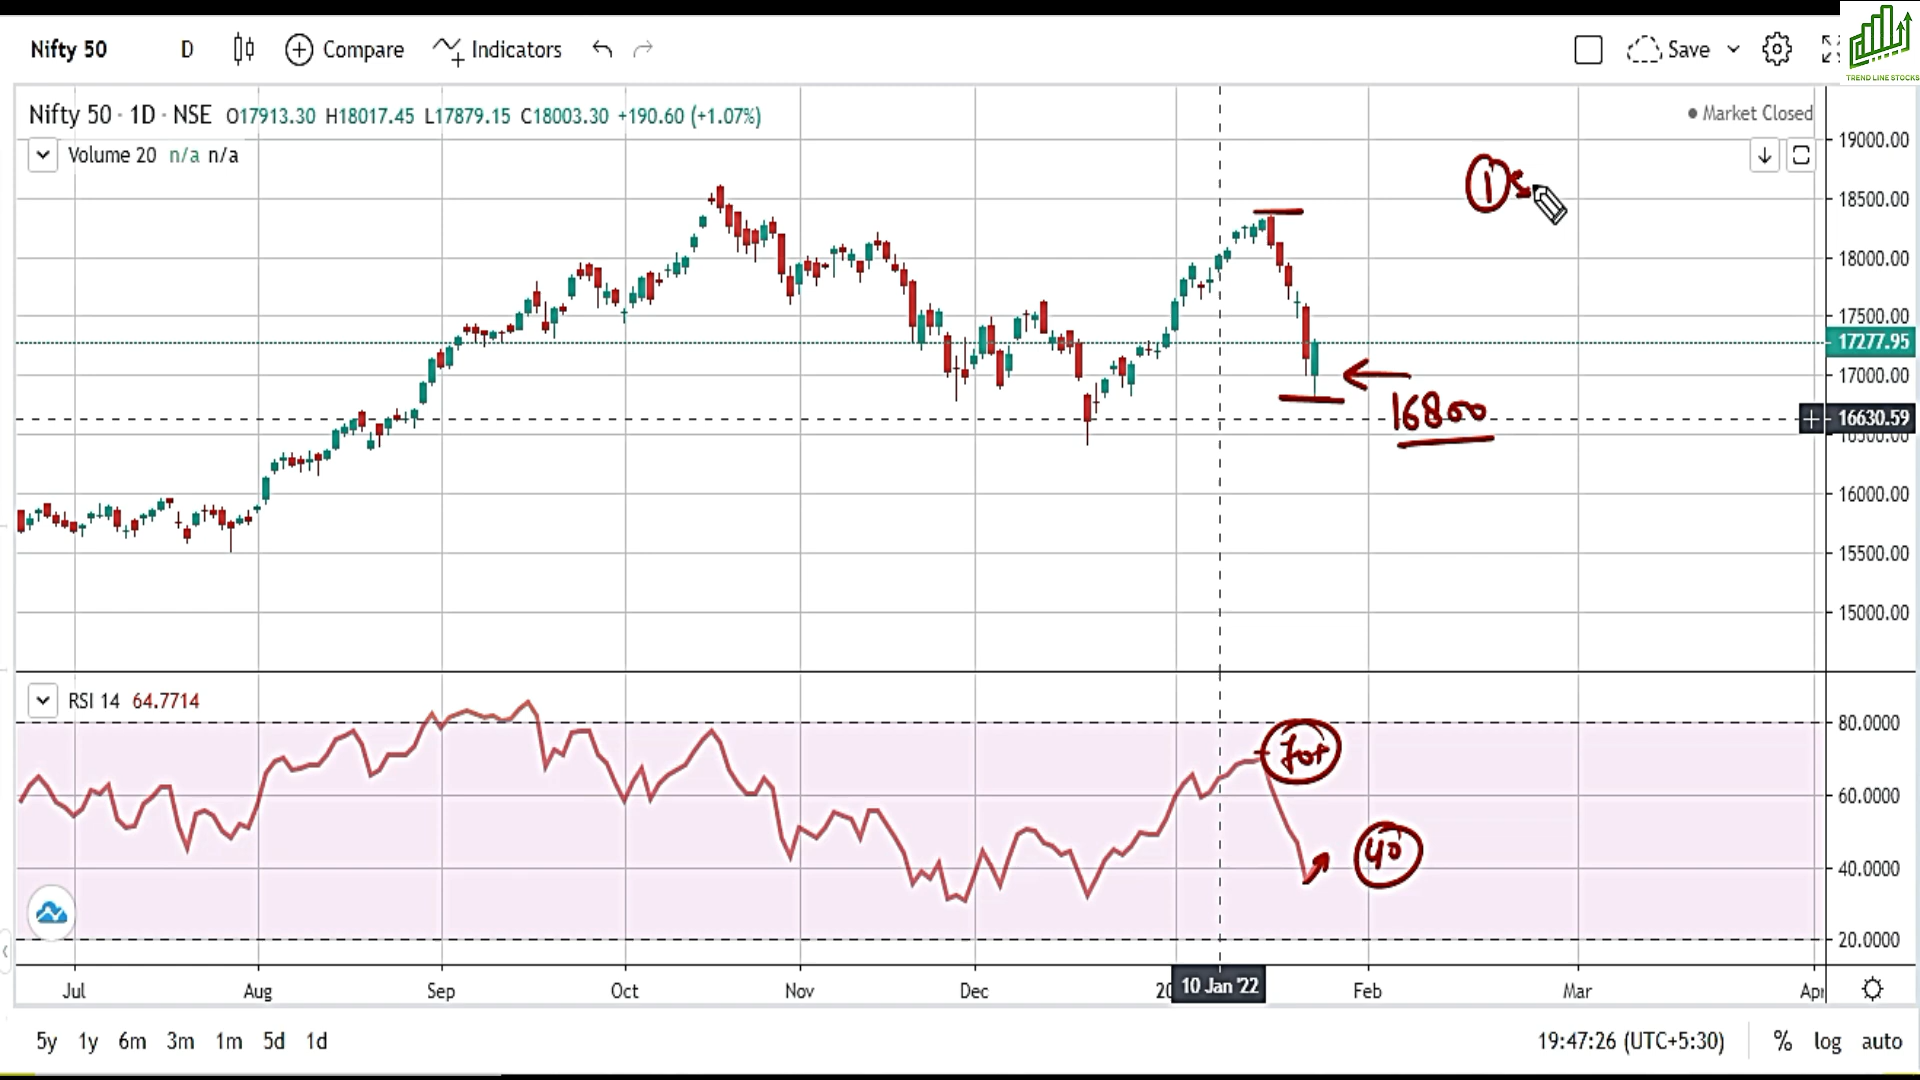 Nifty 50 D Compare Indicators Save
TREND LINE STOCKS
Nifty 50 · 1D · NSE O17913.30 H18017.45 L17879.15 C18003.30 +190.60 (+1.07%)
Market Closed
Volume 20 n/a n/a
19000.00
18500.00
18000.00
17500.00
17277.95
17000.00
16630.59
16500.00
16000.00
15500.00
15000.00
1
16800
RSI 14 64.7714
80.0000
60.0000
40.0000
20.0000
70+
40
Jul Aug Sep Oct Nov Dec 10 Jan '22 Feb Mar
5y 1y 6m 3m 1m 5d 1d
19:47:26 (UTC+5:30) % log auto